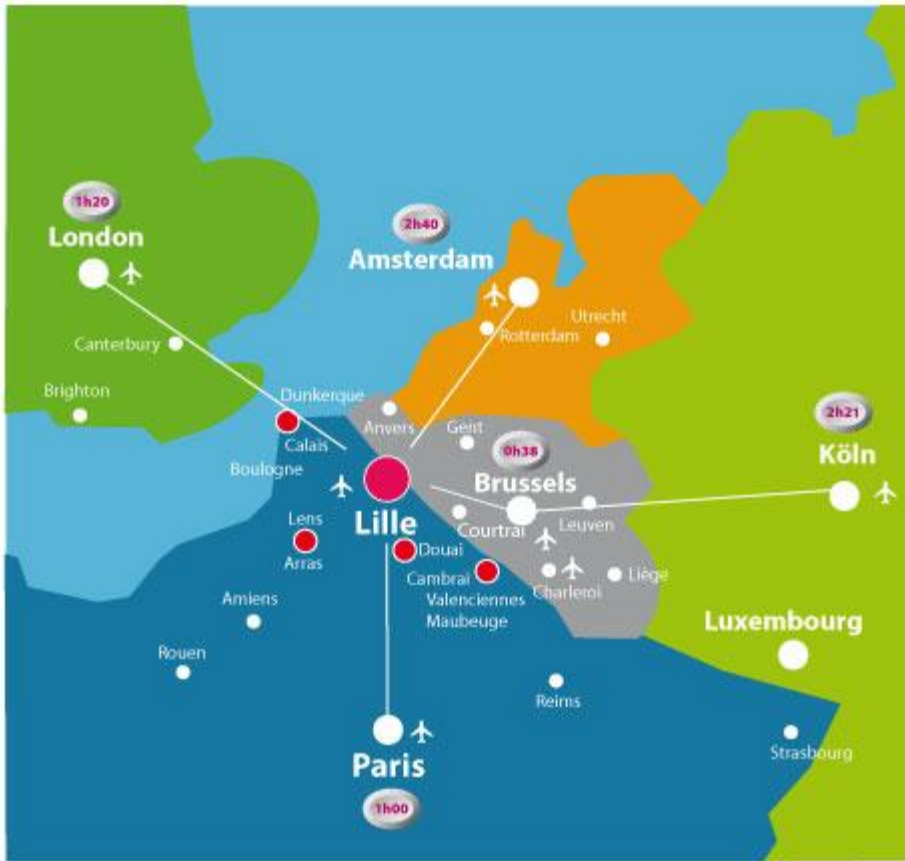 1h20
London
2h40
Amsterdam
Utrecht
Rotterdam
Canterbury
Brighton
Dunkerque
Calais
Boulogne
Anvers
Gent
0h38
Brussels
2h21
Köln
Lille
Courtrai
Leuven
Lens
Arras
Douai
Cambrai
Valenciennes
Maubeuge
Charleroi
Liège
Amiens
Rouen
Luxembourg
Reims
Strasbourg
Paris
1h00